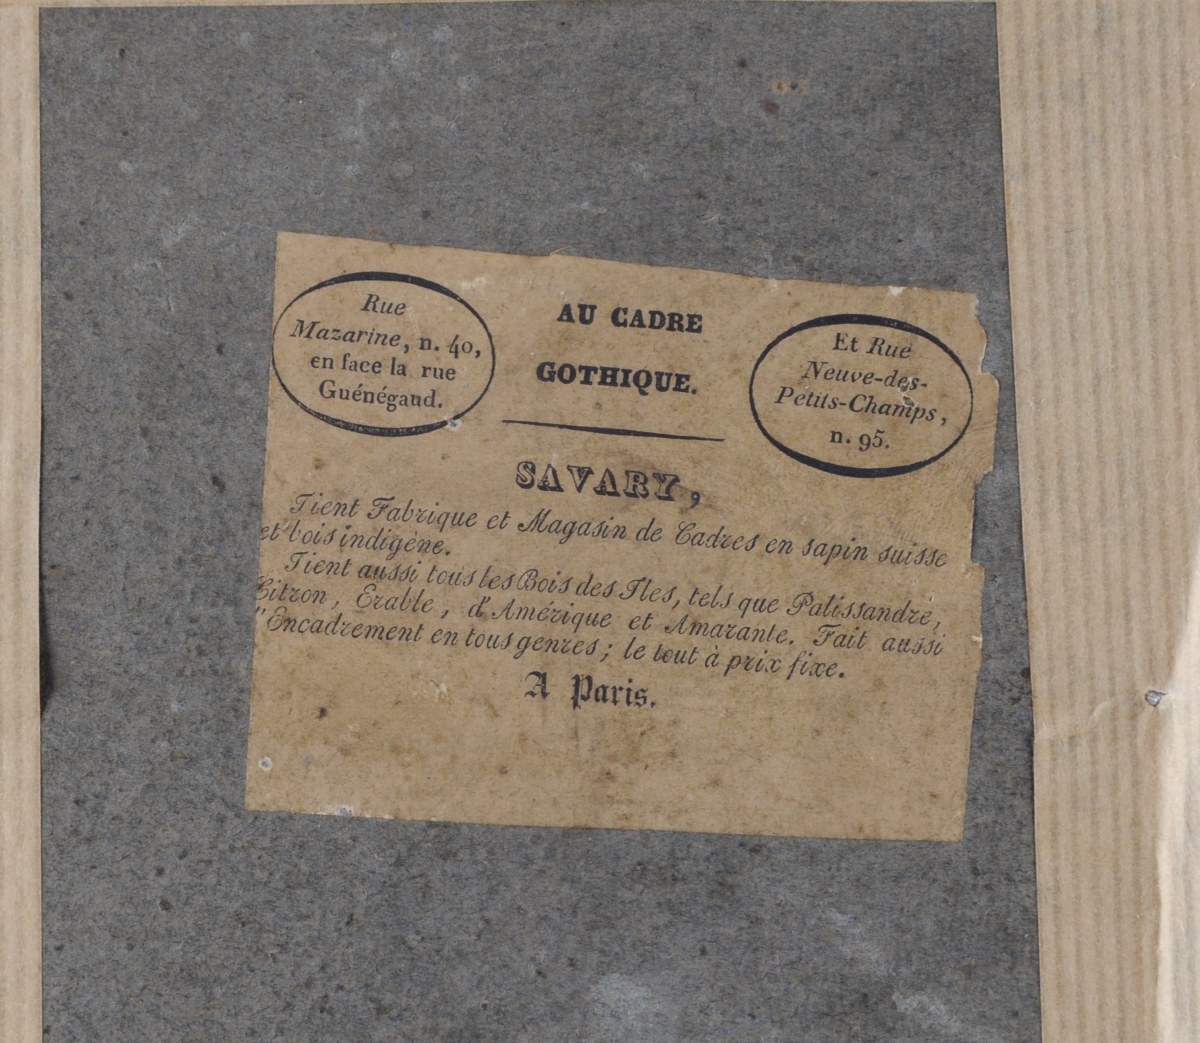 Rue
Mazarine, n. 40,
en face la rue
Guénégaud.
AU CADRE
GOTHIQUE.
Et Rue
Neuve-des-
Petits-Champs,
n. 95.
SAVARY,
Tient Fabrique et Magasin de Cadres en sapin suisse
et bois indigène.
Tient aussi tous les Bois des Iles, tels que Palissandre,
Citron, Erable, d'Amérique et Amarante. Fait aussi
l'Encadrement en tous genres; le tout à prix fixe.
A Paris.